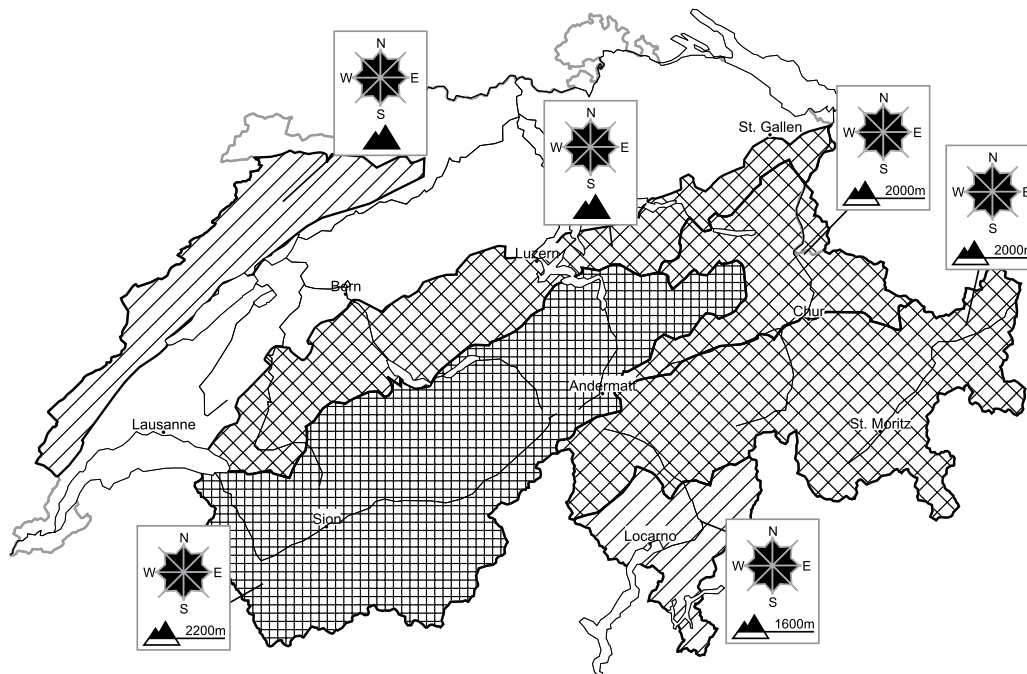 N
W E
S
N
W E
S
N
W E
S
2000m
N
W E
S
2000m
St. Gallen
Luzern
Bern
Chur
Andermatt
Lausanne
St. Moritz
Sion
Locarno
N
W E
S
2200m
N
W E
S
1600m